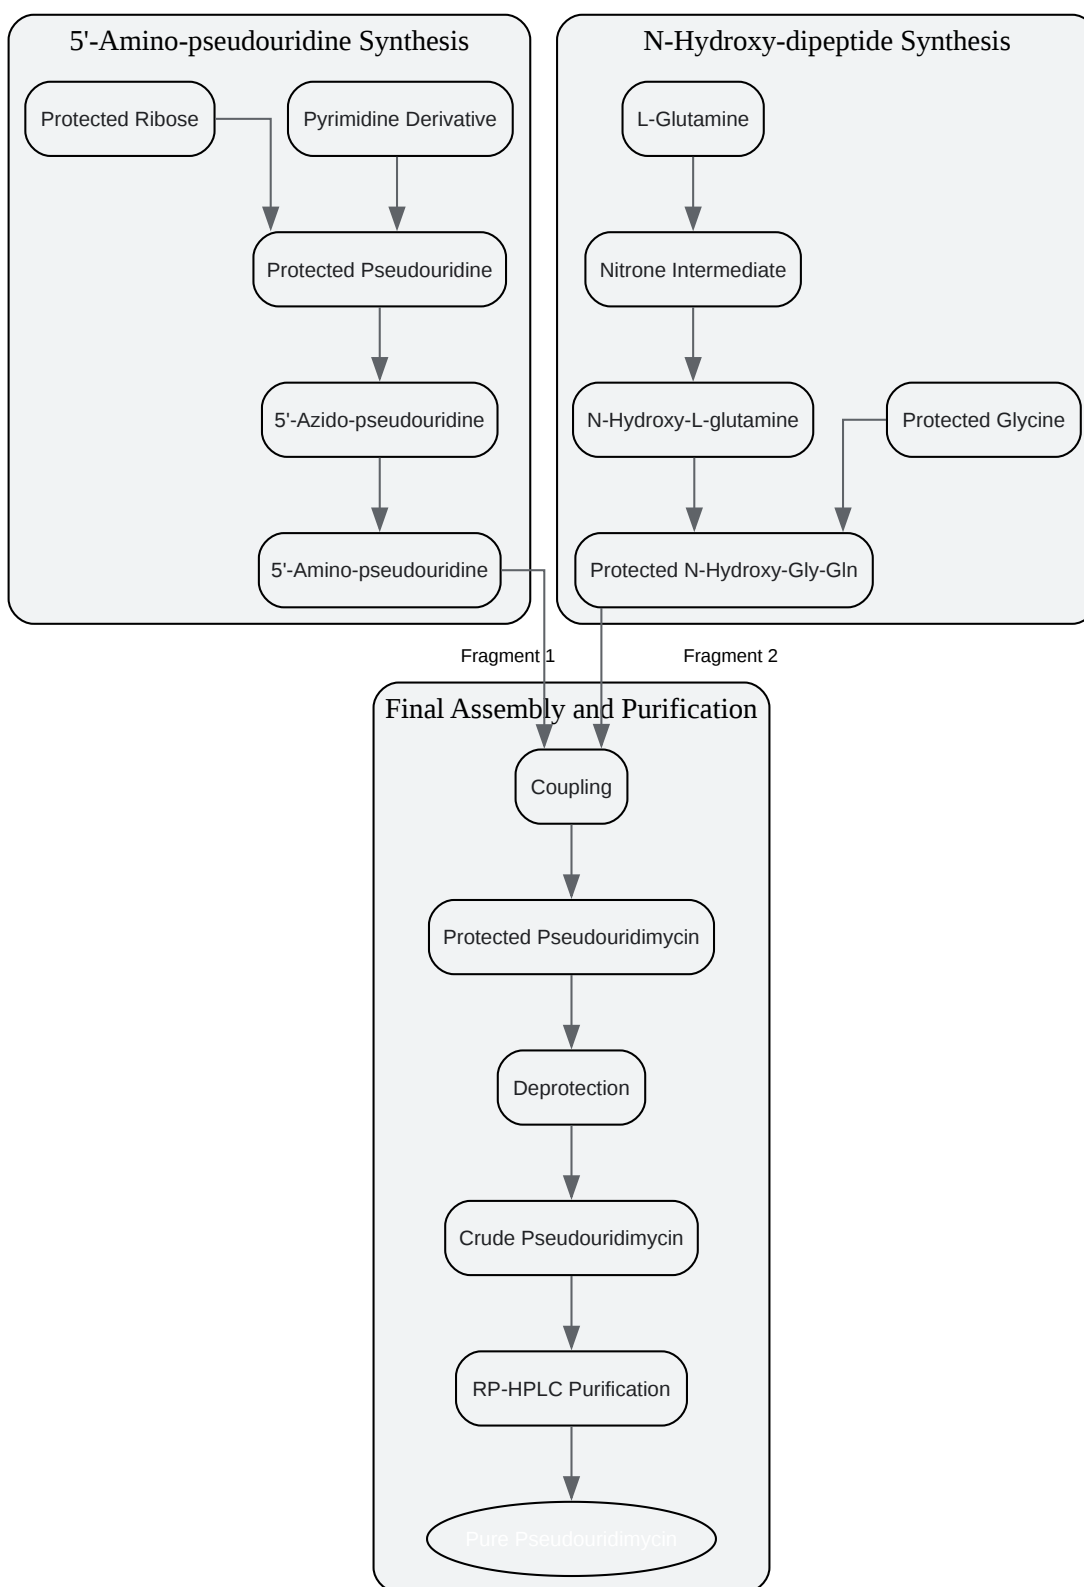 5'-Amino-pseudouridine Synthesis
Protected Ribose
Pyrimidine Derivative
Protected Pseudouridine
5'-Azido-pseudouridine
5'-Amino-pseudouridine
N-Hydroxy-dipeptide Synthesis
L-Glutamine
Nitrone Intermediate
N-Hydroxy-L-glutamine
Protected Glycine
Protected N-Hydroxy-Gly-Gln
Fragment 1
Fragment 2
Final Assembly and Purification
Coupling
Protected Pseudouridimycin
Deprotection
Crude Pseudouridimycin
RP-HPLC Purification
Pure Pseudouridimycin